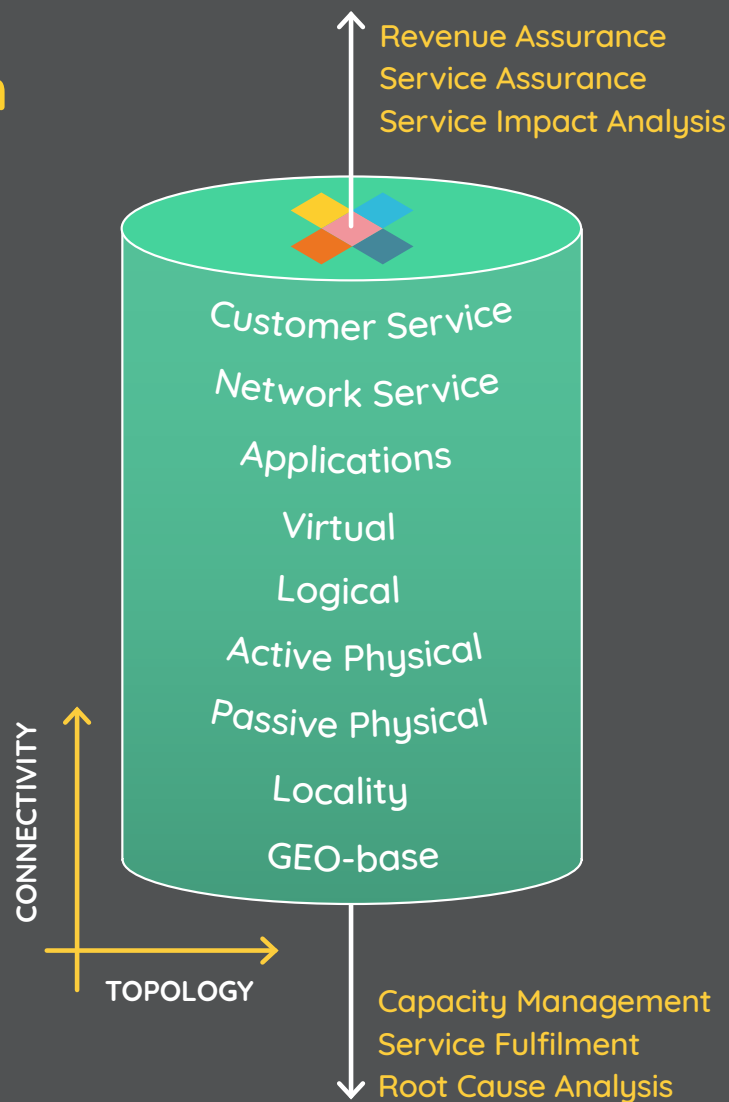 Revenue Assurance
Service Assurance
Service Impact Analysis
Customer Service
Network Service
Applications
Virtual
Logical
Active Physical
Passive Physical
Locality
GEO-base
CONNECTIVITY
TOPOLOGY
Capacity Management
Service Fulfilment
Root Cause Analysis